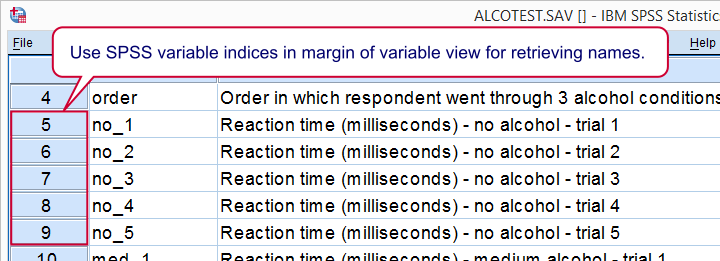 ALCOTEST.SAV [] - IBM SPSS Statistic
File
Help
Use SPSS variable indices in margin of variable view for retrieving names.
4 order Order in which respondent went through 3 alcohol conditions
5 no_1 Reaction time (milliseconds) - no alcohol - trial 1
6 no_2 Reaction time (milliseconds) - no alcohol - trial 2
7 no_3 Reaction time (milliseconds) - no alcohol - trial 3
8 no_4 Reaction time (milliseconds) - no alcohol - trial 4
9 no_5 Reaction time (milliseconds) - no alcohol - trial 5
10 med_1 Reaction time (milliseconds) - medium alcohol - trial 1